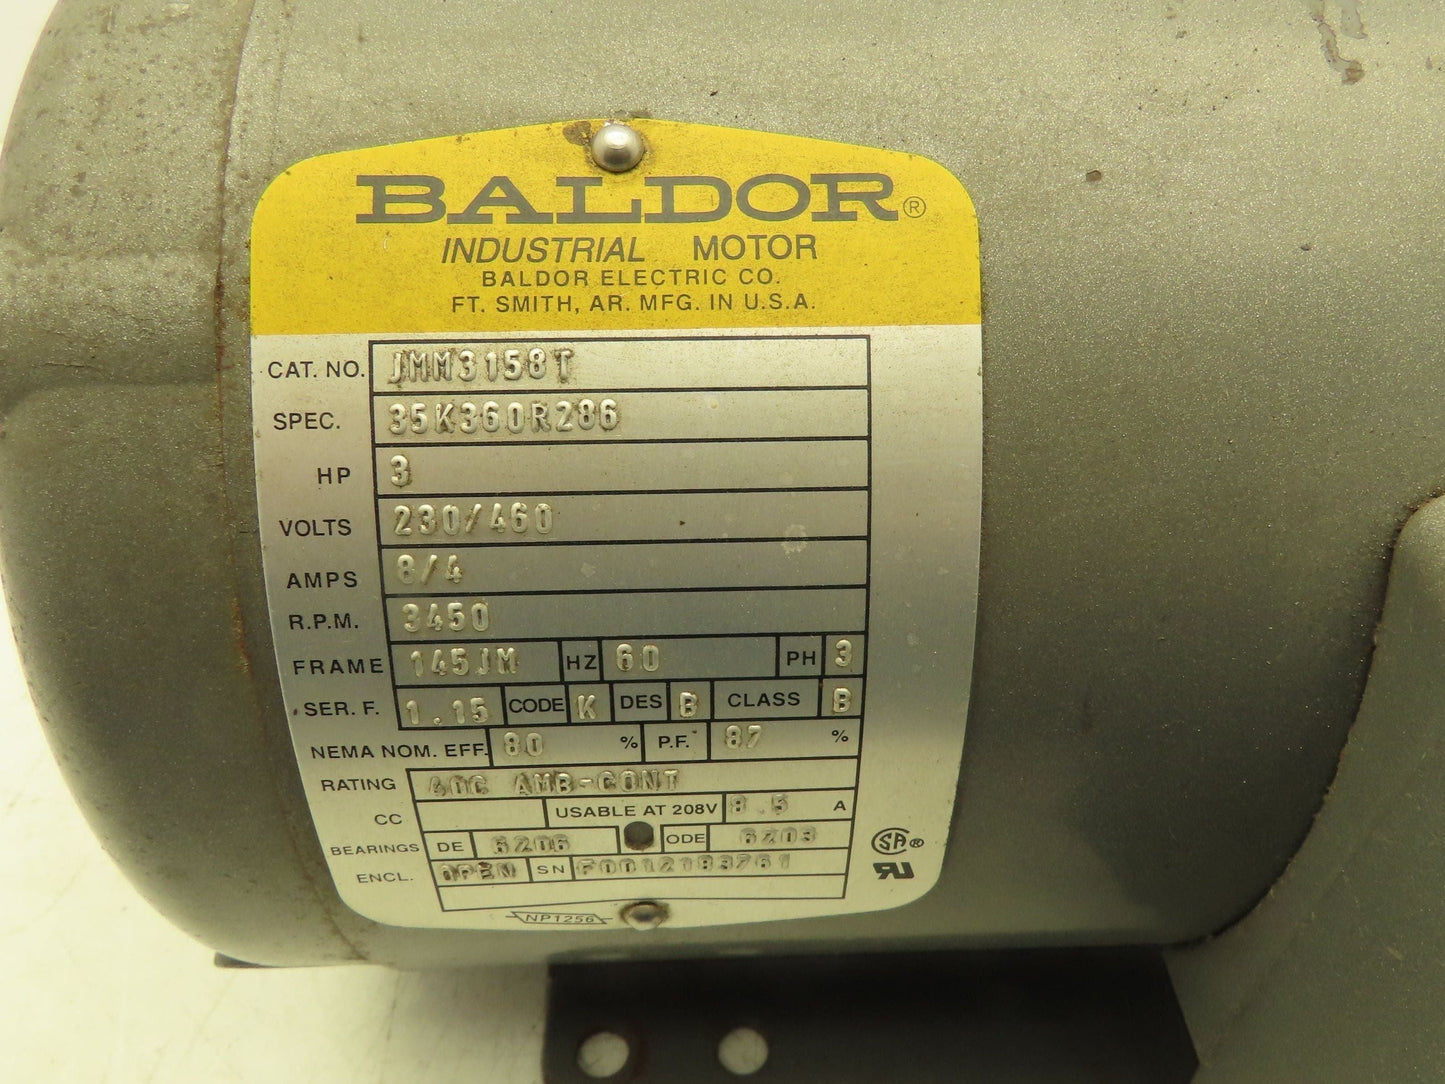 BALDOR®
INDUSTRIAL MOTOR
BALDOR ELECTRIC CO.
FT. SMITH, AR. MFG. IN U.S.A.
CAT. NO. JMM3158T
SPEC. 35K360R286
HP 3
VOLTS 230/460
AMPS 8/4
R.P.M. 3450
FRAME 145JM HZ 60 PH 3
SER. F. 1.15 CODE K DES B CLASS B
NEMA NOM. EFF. 80 % P.F. 87 %
RATING 40C AMB-CONT
CC USABLE AT 208V 8.5 A
BEARINGS DE 6206 ODE 6203
ENCL. OPEN SN F0012183761
NP1256
SA ®
RU